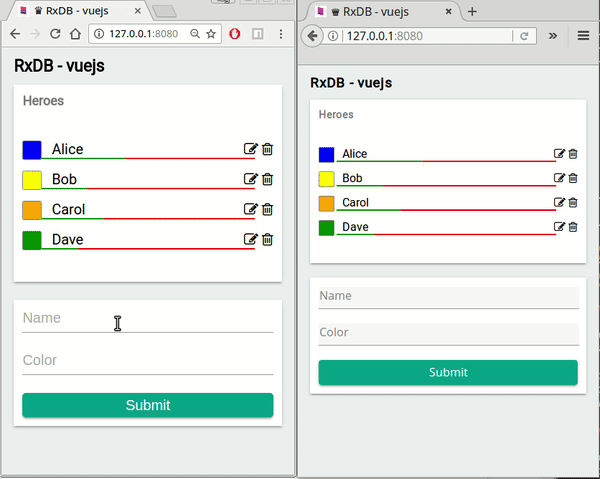 RxDB - vuejs
127.0.0.1:8080
RxDB - vuejs
Heroes
Alice
Bob
Carol
Dave
Name
Color
Submit
RxDB - vuejs
127.0.0.1:8080
RxDB - vuejs
Heroes
Alice
Bob
Carol
Dave
Name
Color
Submit